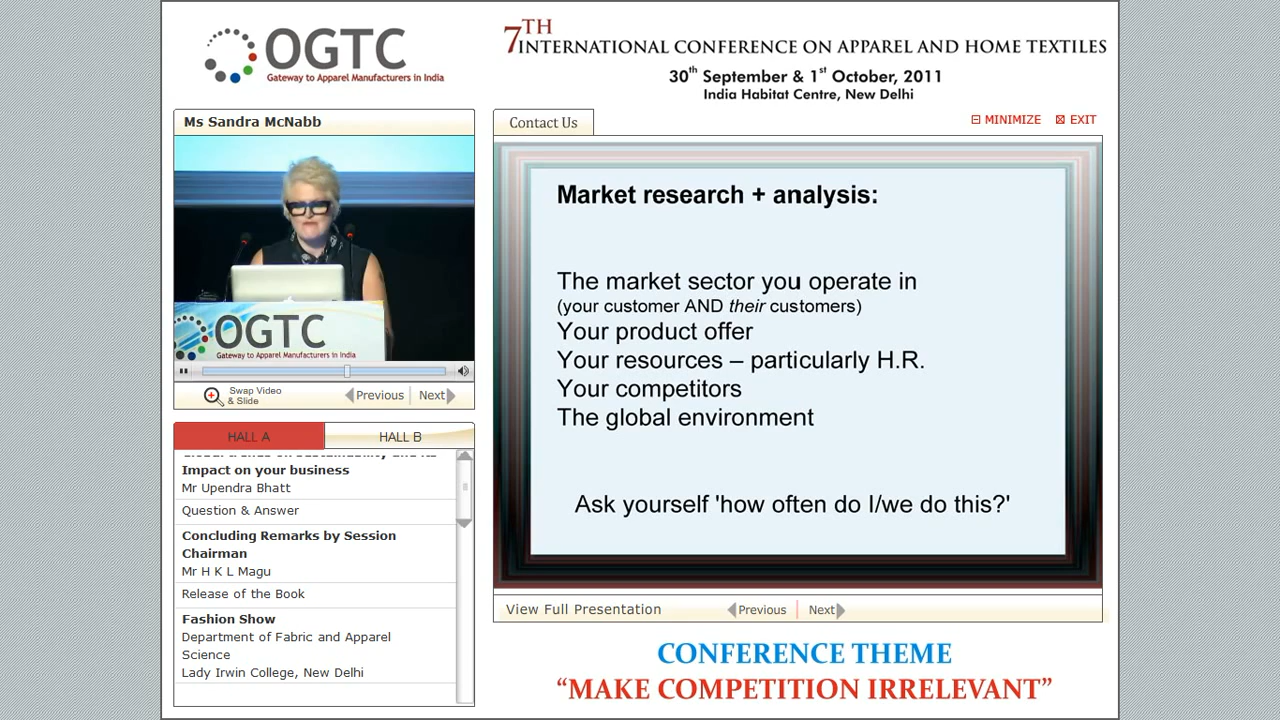 OGTC
Gateway to Apparel Manufacturers in India
7TH INTERNATIONAL CONFERENCE ON APPAREL AND HOME TEXTILES
30th September & 1st October, 2011
India Habitat Centre, New Delhi
Ms Sandra McNabb
Contact Us
MINIMIZE
EXIT
OGTC
Gateway to Apparel Manufacturers in India
Swap Video
& Slide
Previous
Next
Market research + analysis:
The market sector you operate in
(your customer AND their customers)
Your product offer
Your resources – particularly H.R.
Your competitors
The global environment
Ask yourself 'how often do I/we do this?'
HALL A
HALL B
Impact on your business
Mr Upendra Bhatt
Question & Answer
Concluding Remarks by Session
Chairman
Mr H K L Magu
Release of the Book
Fashion Show
Department of Fabric and Apparel
Science
Lady Irwin College, New Delhi
View Full Presentation
Previous
Next
CONFERENCE THEME
“MAKE COMPETITION IRRELEVANT”